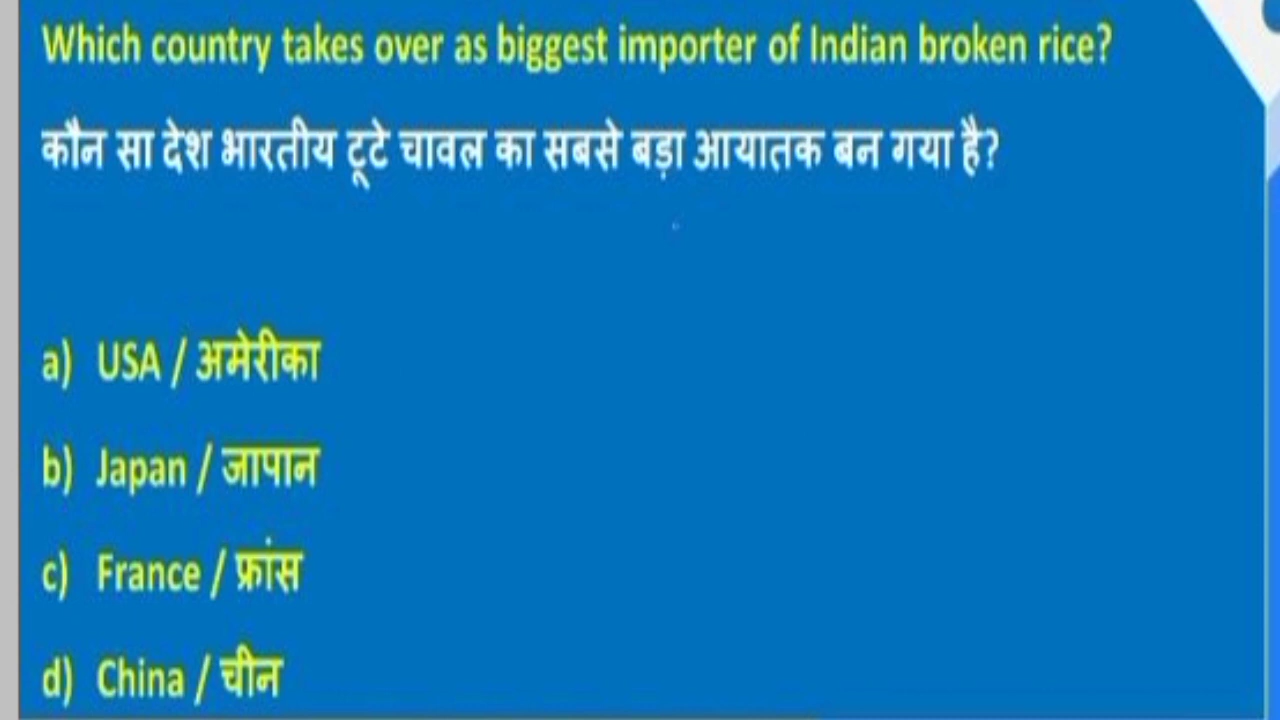 Which country takes over as biggest importer of Indian broken rice?
कौन सा देश भारतीय टूटे चावल का सबसे बड़ा आयातक बन गया है?
a) USA / अमेरीका
b) Japan / जापान
c) France / फ्रांस
d) China / चीन